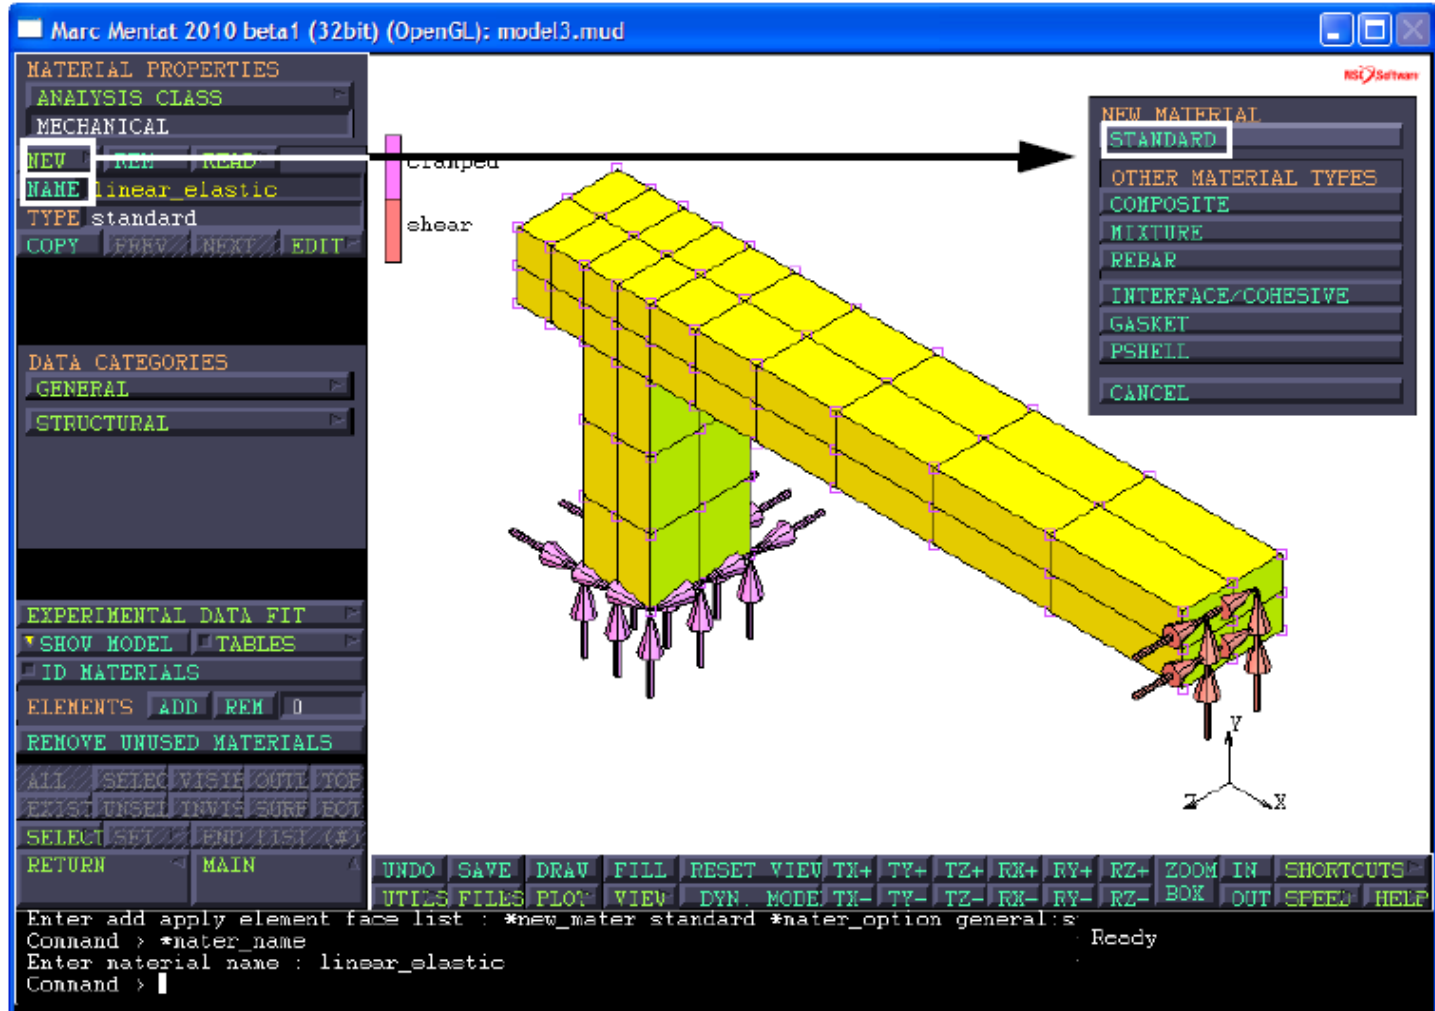 Marc Mentat 2010 beta1 (32bit) (OpenGL): model3.mud
MATERIAL PROPERTIES
ANALYSIS CLASS
MECHANICAL
NEW REM READ
NAME linear_elastic
TYPE standard
COPY PREV NEXT EDIT
DATA CATEGORIES
GENERAL
STRUCTURAL
EXPERIMENTAL DATA FIT
SHOW MODEL TABLES
ID MATERIALS
ELEMENTS ADD REM 0
REMOVE UNUSED MATERIALS
ALL SELEC VISIB OUTL TOP
EXIST UNSEL INVIS SURF BOT
SELECT SET END LIST (#)
RETURN MAIN
clamped
shear
MSC Software
NEW MATERIAL
STANDARD
OTHER MATERIAL TYPES
COMPOSITE
MIXTURE
REBAR
INTERFACE/COHESIVE
GASKET
PSHELL
CANCEL
Y
Z X
UNDO SAVE DRAW FILL RESET VIEW TX+ TY+ TZ+ RX+ RY+ RZ+ ZOOM IN SHORTCUTS
UTILS FILES PLOT VIEW DYN. MODE TX- TY- TZ- RX- RY- RZ- BOX OUT SPEED HELP
Enter add apply element face list : *new_mater standard *mater_option general:s
Command > *mater_name
Enter material name : linear_elastic
Command >
Ready